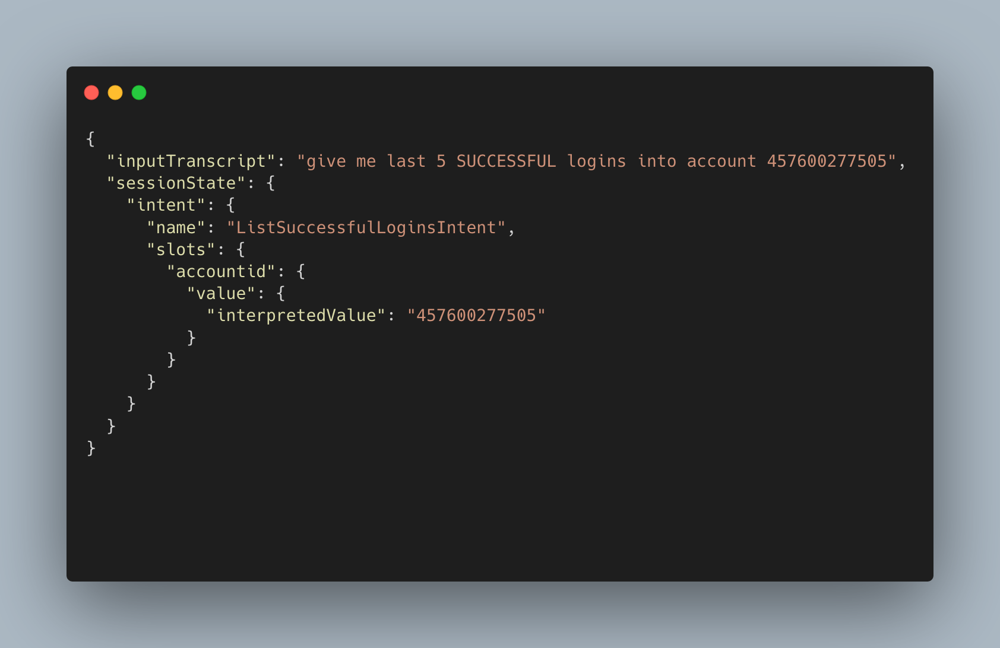 {
  "inputTranscript": "give me last 5 SUCCESSFUL logins into account 457600277505",
  "sessionState": {
    "intent": {
      "name": "ListSuccessfulLoginsIntent",
      "slots": {
        "accountid": {
          "value": {
            "interpretedValue": "457600277505"
          }
        }
      }
    }
  }
}